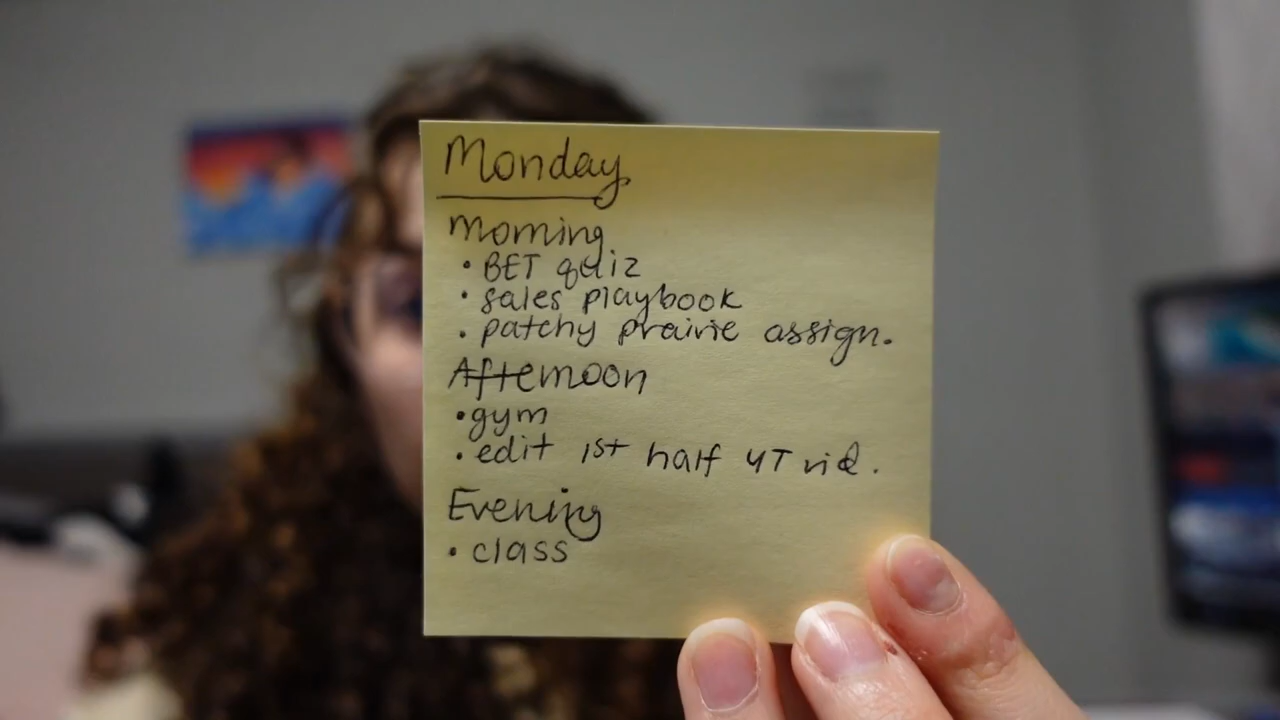 Monday
Morning
• BET quiz
• sales playbook
• patchy prairie assign.
Afternoon
• gym
• edit 1st half YT vid.
Evening
• class